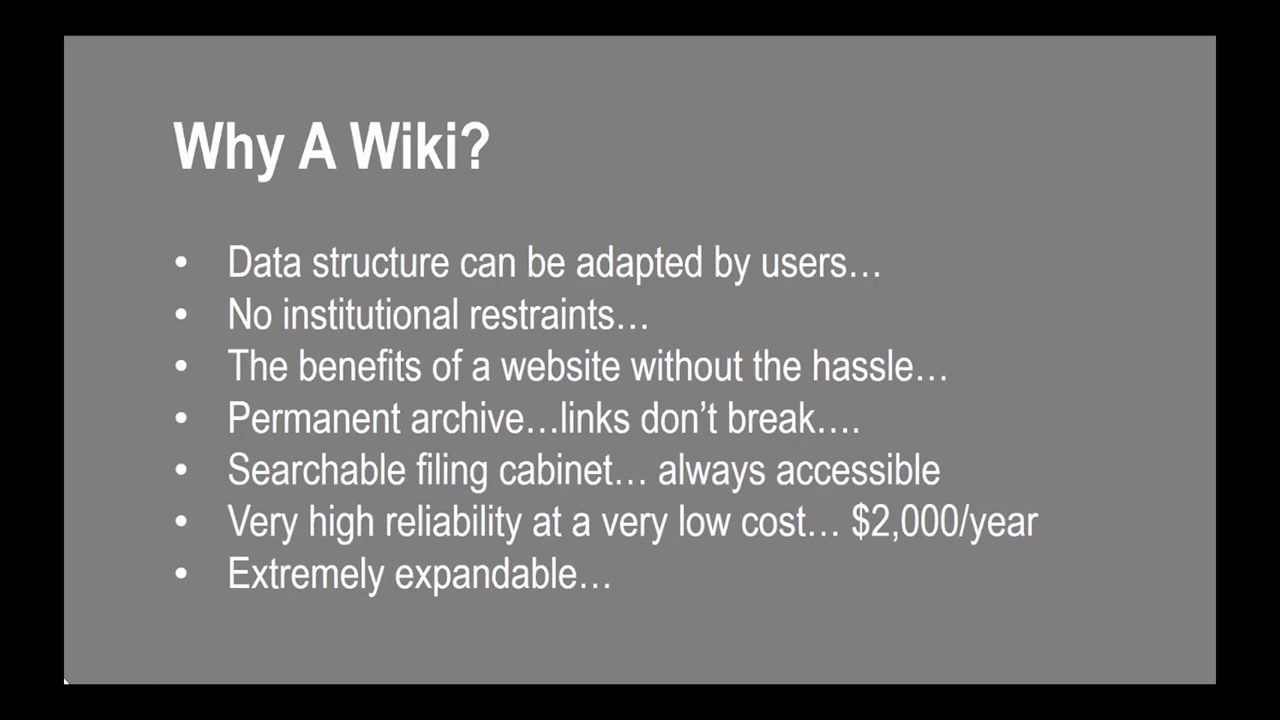 Why A Wiki?
• Data structure can be adapted by users…
• No institutional restraints…
• The benefits of a website without the hassle…
• Permanent archive…links don’t break….
• Searchable filing cabinet… always accessible
• Very high reliability at a very low cost… $2,000/year
• Extremely expandable…